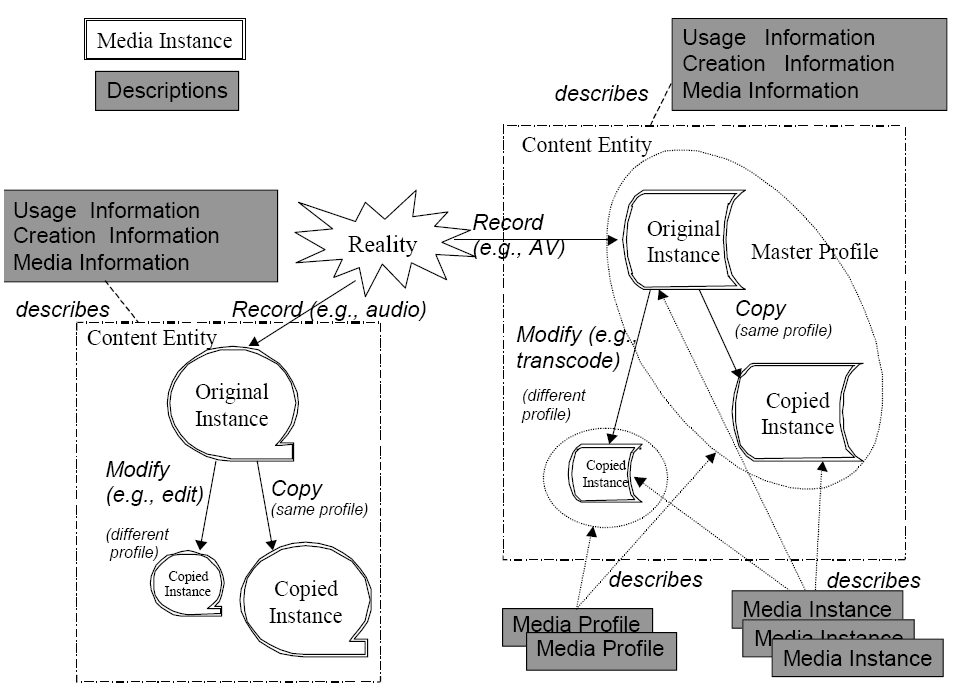 Media Instance
Descriptions
Usage Information
Creation Information
Media Information
describes
Content Entity
Usage Information
Creation Information
Media Information
describes
Reality
Record
(e.g., AV)
Record (e.g., audio)
Original
Instance
Master Profile
Modify (e.g.,
transcode)
(different
profile)
Copy
(same profile)
Copied
Instance
Copied
Instance
Content Entity
Original
Instance
Modify
(e.g., edit)
(different
profile)
Copy
(same profile)
Copied
Instance
Copied
Instance
describes
describes
Media Profile
Media Profile
Media Instance
Media Instance
Media Instance